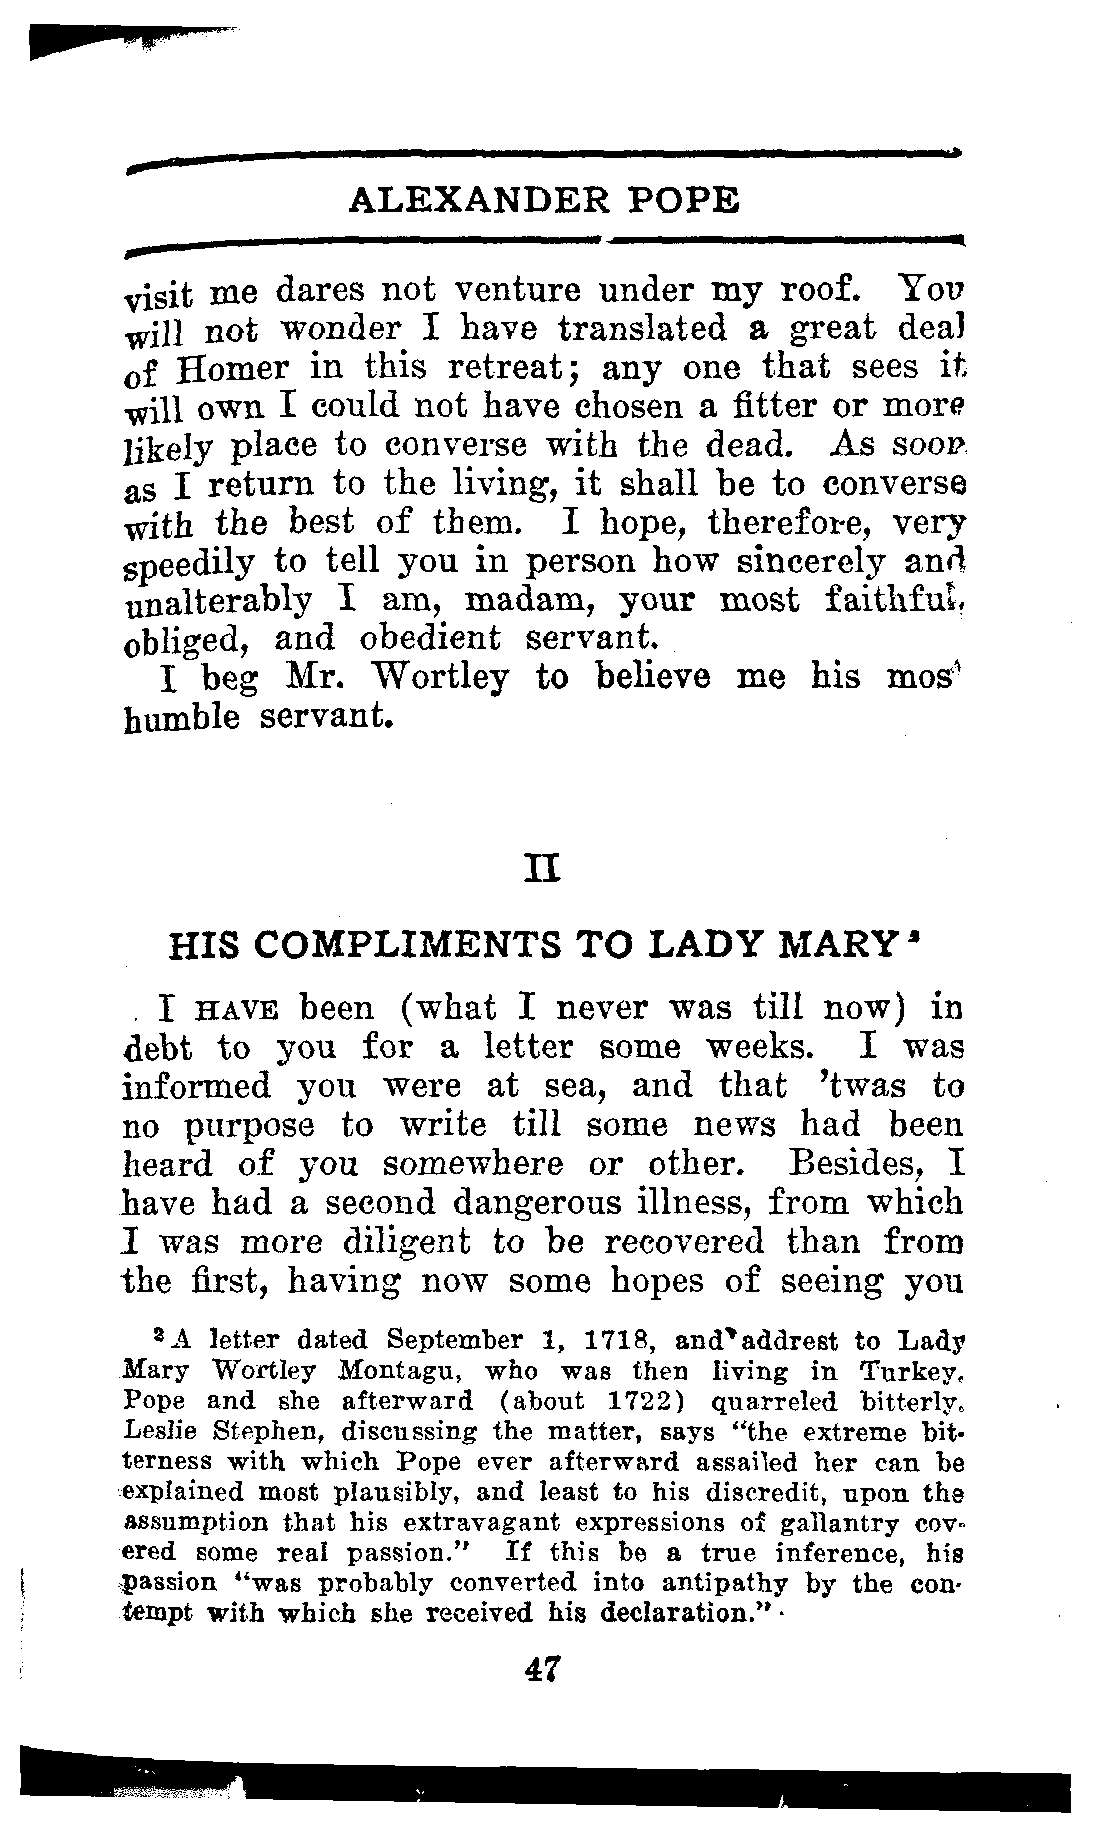 ALEXANDER POPE
visit me dares not venture under my roof. You
will not wonder I have translated a great deal
of Homer in this retreat; any one that sees it
will own I could not have chosen a fitter or more
likely place to converse with the dead. As soon
as I return to the living, it shall be to converse
with the best of them. I hope, therefore, very
speedily to tell you in person how sincerely and
unalterably I am, madam, your most faithful,
obliged, and obedient servant.
I beg Mr. Wortley to believe me his most
humble servant.
II
HIS COMPLIMENTS TO LADY MARY²
I HAVE been (what I never was till now) in
debt to you for a letter some weeks. I was
informed you were at sea, and that 'twas to
no purpose to write till some news had been
heard of you somewhere or other. Besides, I
have had a second dangerous illness, from which
I was more diligent to be recovered than from
the first, having now some hopes of seeing you
² A letter dated September 1, 1718, and addrest to Lady
Mary Wortley Montagu, who was then living in Turkey.
Pope and she afterward (about 1722) quarreled bitterly.
Leslie Stephen, discussing the matter, says "the extreme bit-
terness with which Pope ever afterward assailed her can be
explained most plausibly, and least to his discredit, upon the
assumption that his extravagant expressions of gallantry cov-
ered some real passion." If this be a true inference, his
passion "was probably converted into antipathy by the con-
tempt with which she received his declaration."
47